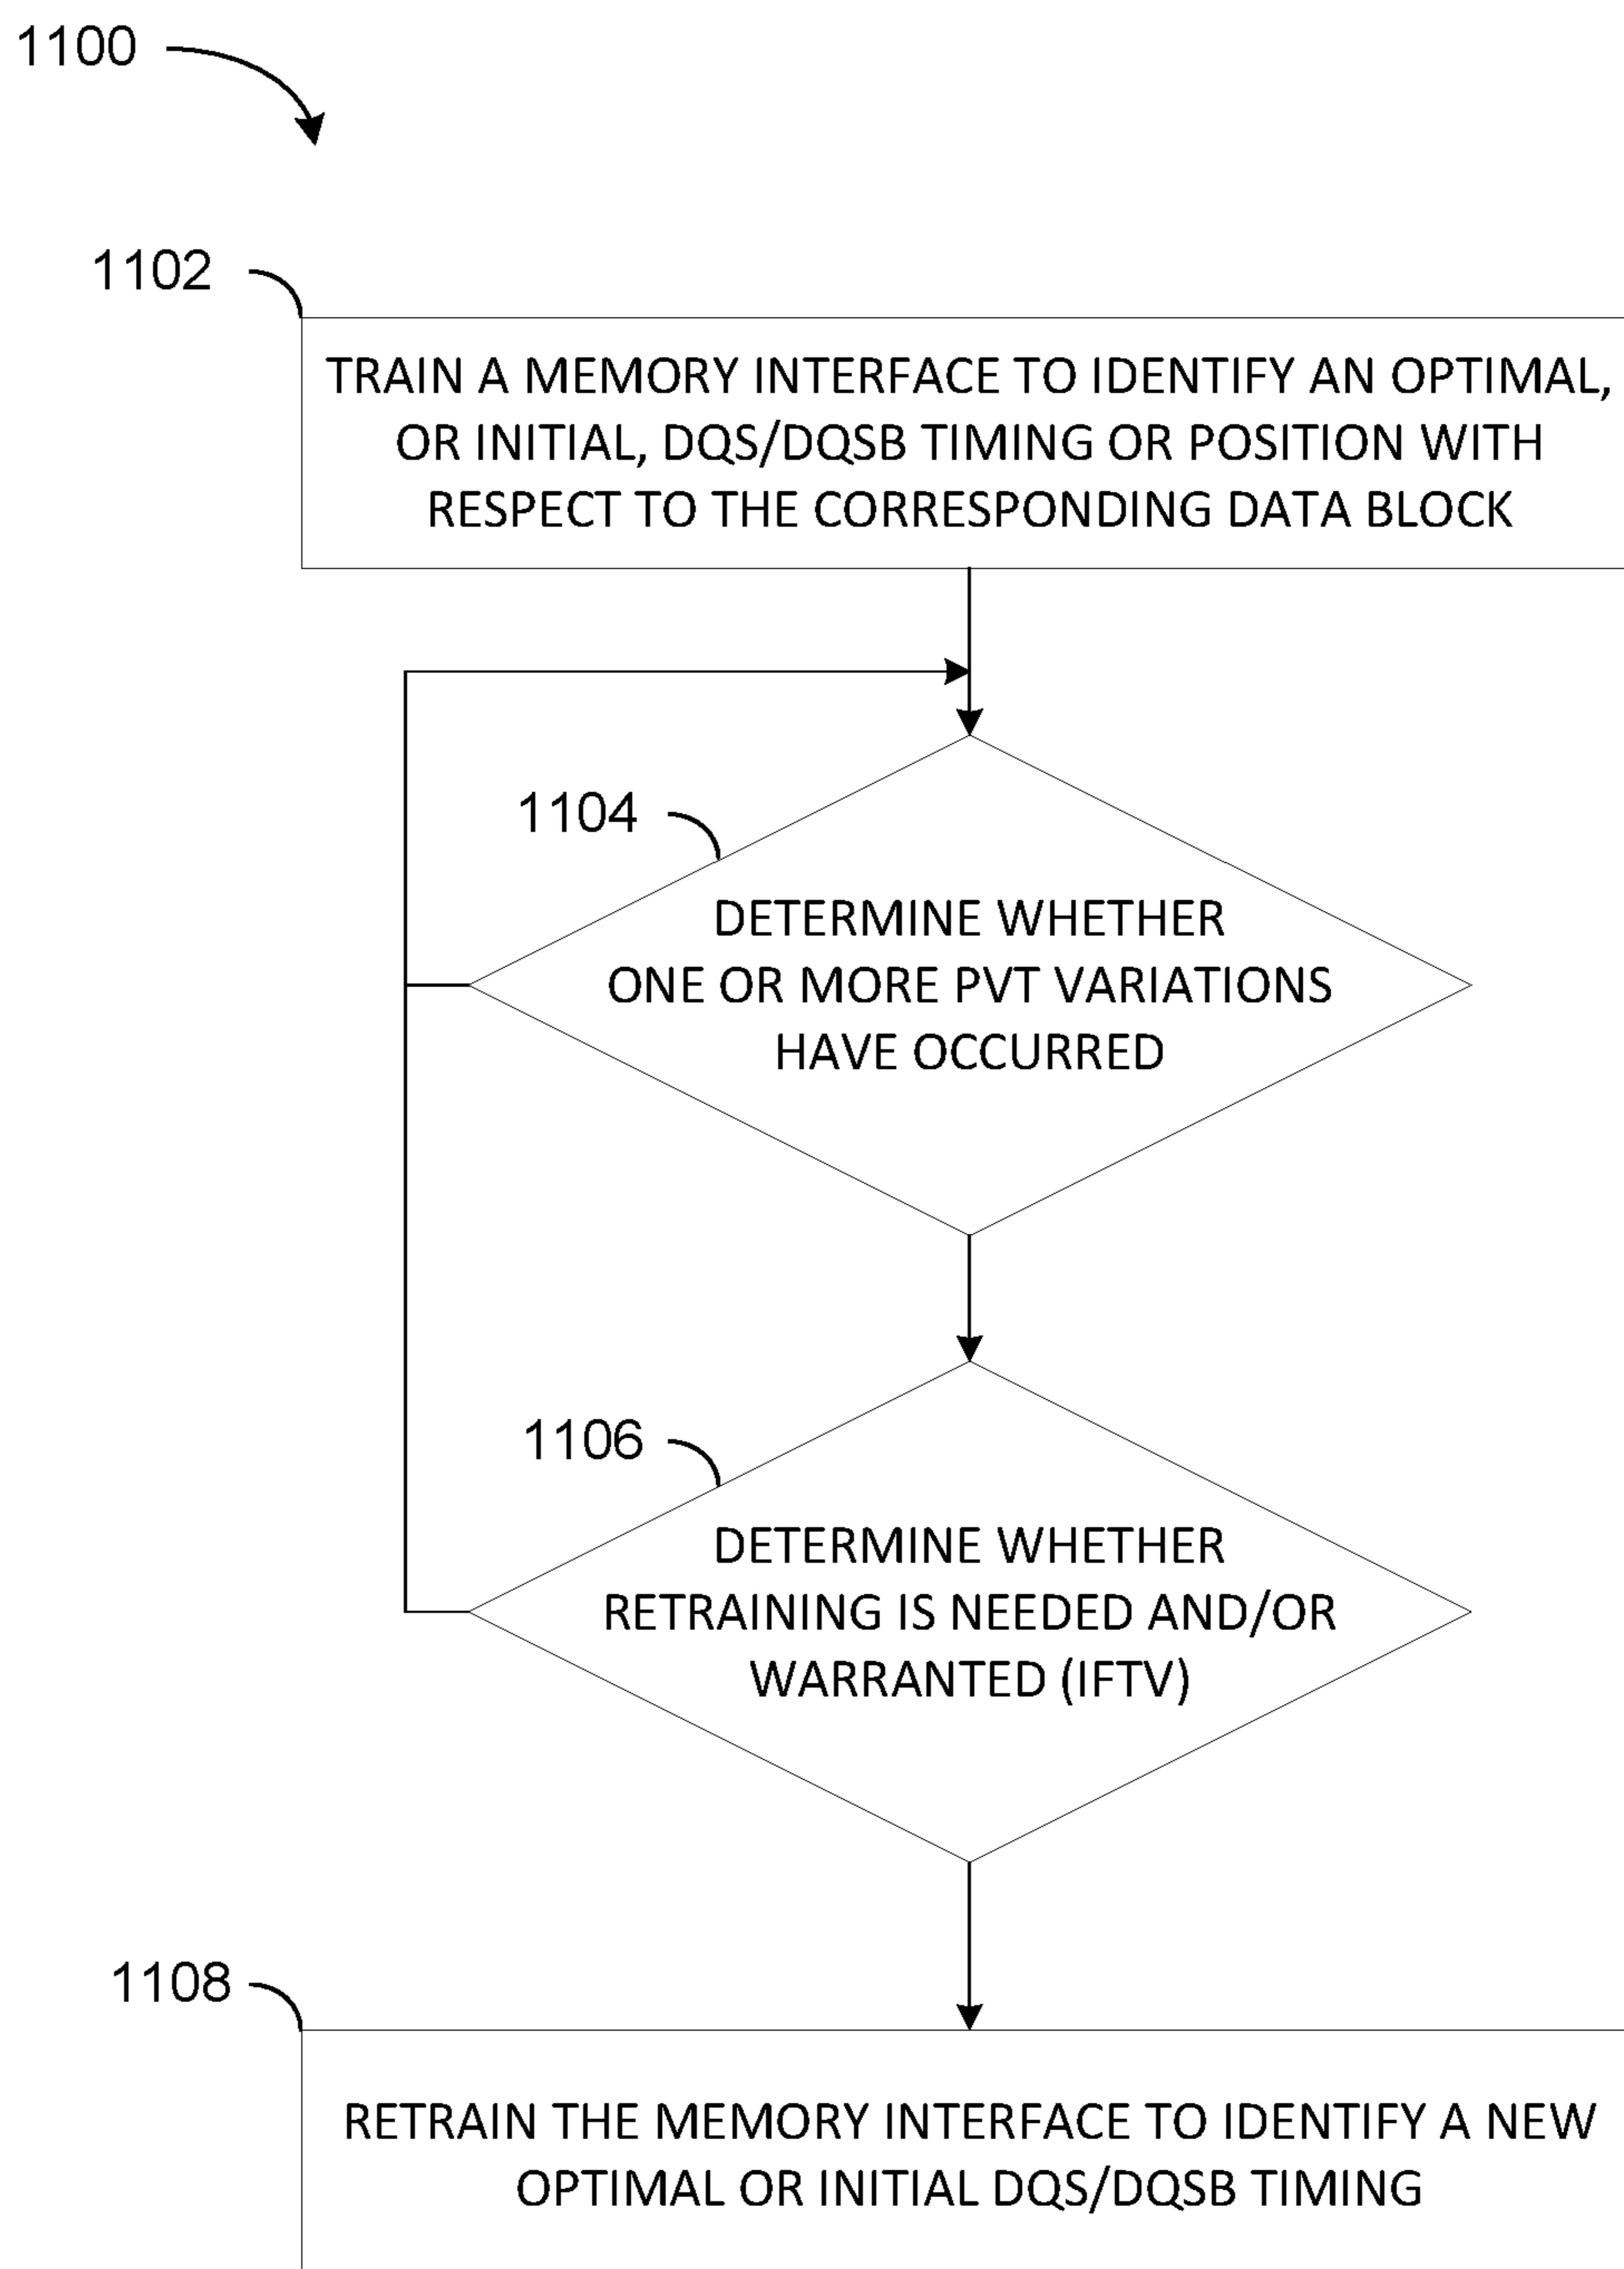 1100
1102
TRAIN A MEMORY INTERFACE TO IDENTIFY AN OPTIMAL,
OR INITIAL, DQS/DQSB TIMING OR POSITION WITH
RESPECT TO THE CORRESPONDING DATA BLOCK
1104
DETERMINE WHETHER
ONE OR MORE PVT VARIATIONS
HAVE OCCURRED
1106
DETERMINE WHETHER
RETRAINING IS NEEDED AND/OR
WARRANTED (IFTV)
1108
RETRAIN THE MEMORY INTERFACE TO IDENTIFY A NEW
OPTIMAL OR INITIAL DQS/DQSB TIMING